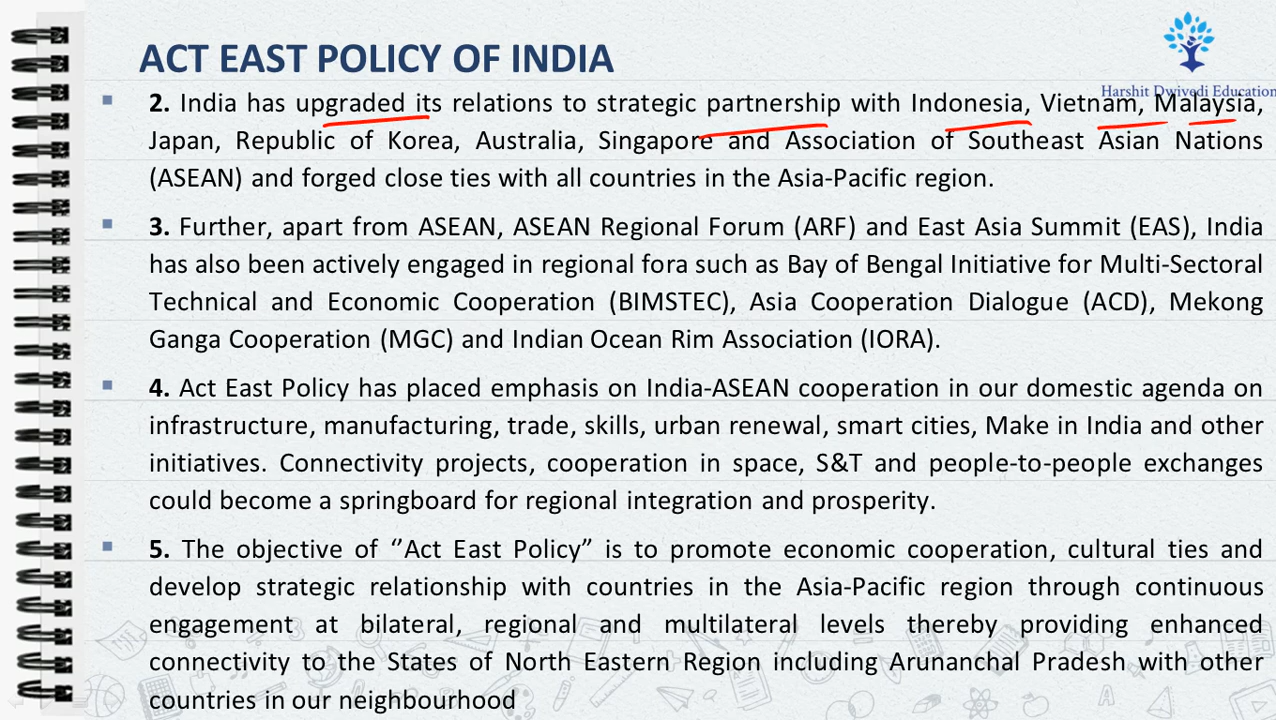 ACT EAST POLICY OF INDIA
Harshit Dwivedi Education
2. India has upgraded its relations to strategic partnership with Indonesia, Vietnam, Malaysia,
Japan, Republic of Korea, Australia, Singapore and Association of Southeast Asian Nations
(ASEAN) and forged close ties with all countries in the Asia-Pacific region.
3. Further, apart from ASEAN, ASEAN Regional Forum (ARF) and East Asia Summit (EAS), India
has also been actively engaged in regional fora such as Bay of Bengal Initiative for Multi-Sectoral
Technical and Economic Cooperation (BIMSTEC), Asia Cooperation Dialogue (ACD), Mekong
Ganga Cooperation (MGC) and Indian Ocean Rim Association (IORA).
4. Act East Policy has placed emphasis on India-ASEAN cooperation in our domestic agenda on
infrastructure, manufacturing, trade, skills, urban renewal, smart cities, Make in India and other
initiatives. Connectivity projects, cooperation in space, S&T and people-to-people exchanges
could become a springboard for regional integration and prosperity.
5. The objective of ‘’Act East Policy” is to promote economic cooperation, cultural ties and
develop strategic relationship with countries in the Asia-Pacific region through continuous
engagement at bilateral, regional and multilateral levels thereby providing enhanced
connectivity to the States of North Eastern Region including Arunanchal Pradesh with other
countries in our neighbourhood